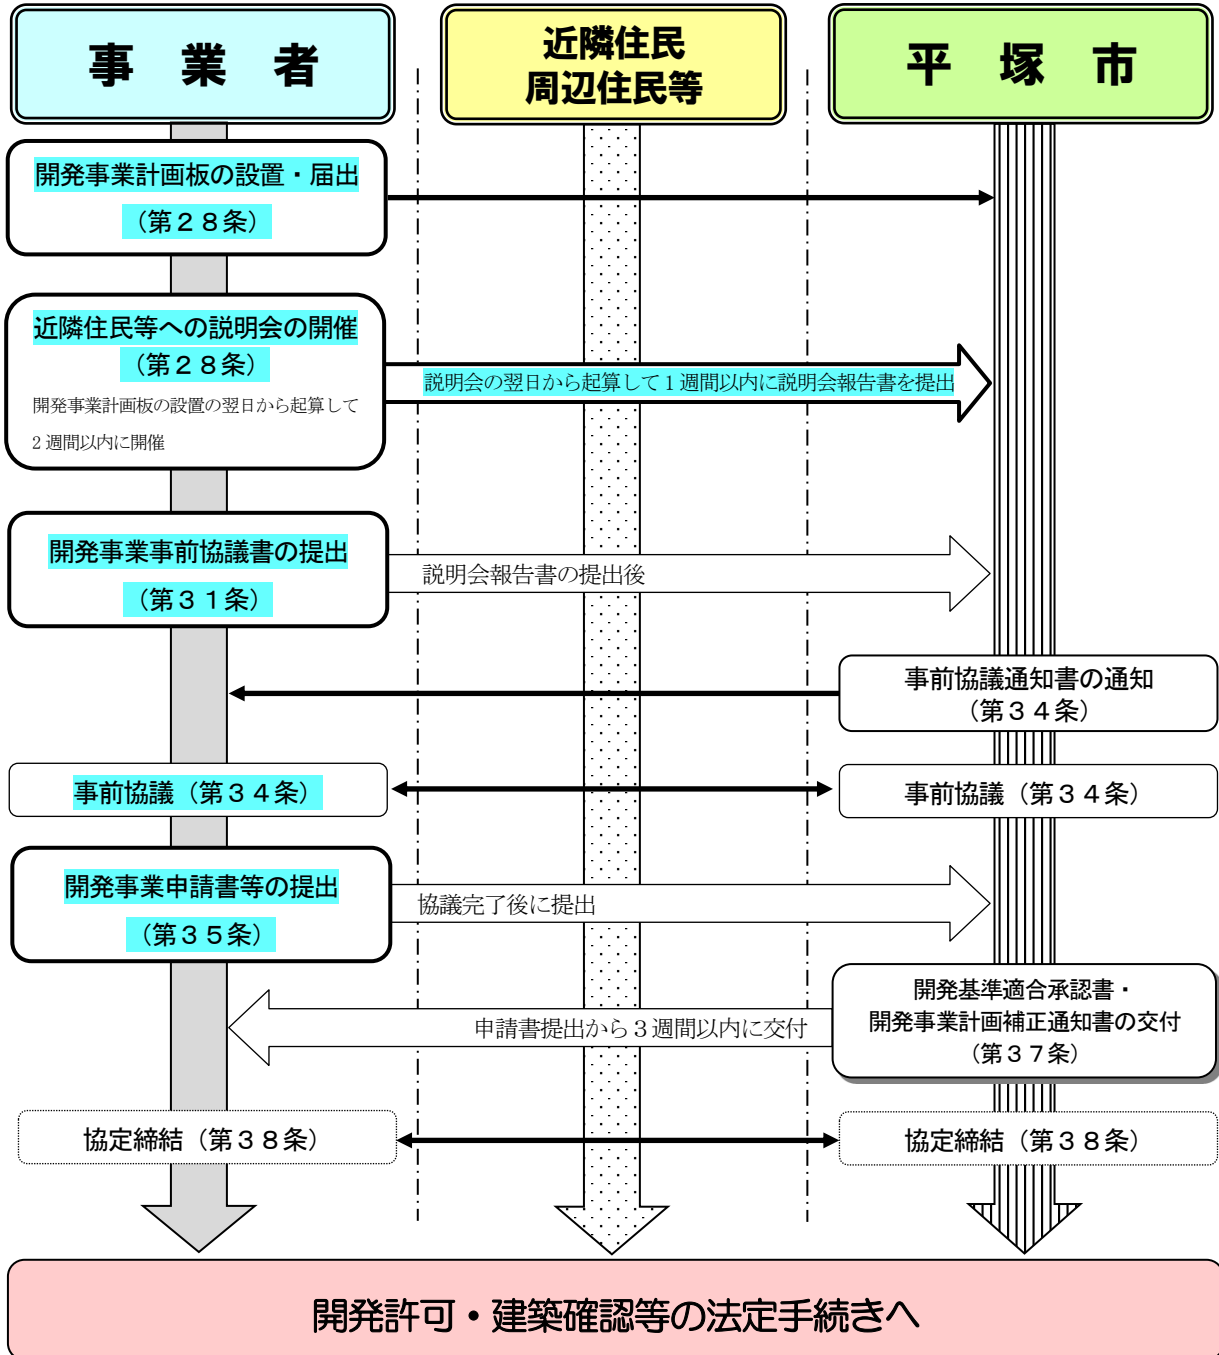 事　業　者
近隣住民
周辺住民等
平　塚　市
開発事業計画板の設置・届出
（第２８条）
近隣住民等への説明会の開催
（第２８条）
開発事業計画板の設置の翌日から起算して
2 週間以内に開催
説明会の翌日から起算して１週間以内に説明会報告書を提出
開発事業事前協議書の提出
（第３１条）
説明会報告書の提出後
事前協議通知書の通知
（第３４条）
事前協議（第３４条）
事前協議（第３４条）
開発事業申請書等の提出
（第３５条）
協議完了後に提出
開発基準適合承認書・
開発事業計画補正通知書の交付
（第３７条）
申請書提出から３週間以内に交付
協定締結（第３８条）
協定締結（第３８条）
開発許可・建築確認等の法定手続きへ